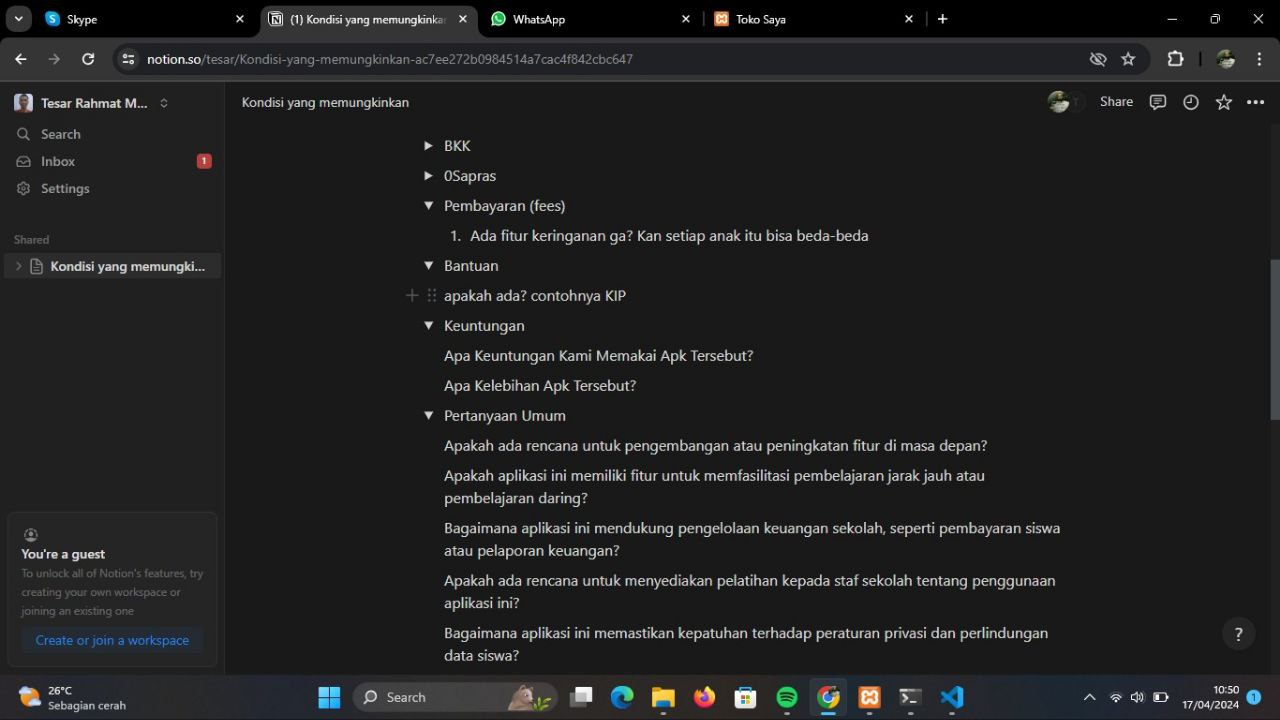 Skype
(1) Kondisi yang memungkinkan
WhatsApp
Toko Saya
notion.so/tesar/Kondisi-yang-memungkinkan-ac7ee272b0984514a7cac4f842cbc647
Tesar Rahmat M...
Search
Inbox
1
Settings
Shared
Kondisi yang memungki...
You're a guest
To unlock all of Notion's features, try
creating your own workspace or
joining an existing one
Create or join a workspace
Kondisi yang memungkinkan
Share
BKK
0Sapras
Pembayaran (fees)
1. Ada fitur keringanan ga? Kan setiap anak itu bisa beda-beda
Bantuan
apakah ada? contohnya KIP
Keuntungan
Apa Keuntungan Kami Memakai Apk Tersebut?
Apa Kelebihan Apk Tersebut?
Pertanyaan Umum
Apakah ada rencana untuk pengembangan atau peningkatan fitur di masa depan?
Apakah aplikasi ini memiliki fitur untuk memfasilitasi pembelajaran jarak jauh atau
pembelajaran daring?
Bagaimana aplikasi ini mendukung pengelolaan keuangan sekolah, seperti pembayaran siswa
atau pelaporan keuangan?
Apakah ada rencana untuk menyediakan pelatihan kepada staf sekolah tentang penggunaan
aplikasi ini?
Bagaimana aplikasi ini memastikan kepatuhan terhadap peraturan privasi dan perlindungan
data siswa?
?
26°C
Sebagian cerah
Search
10:50
17/04/2024
1